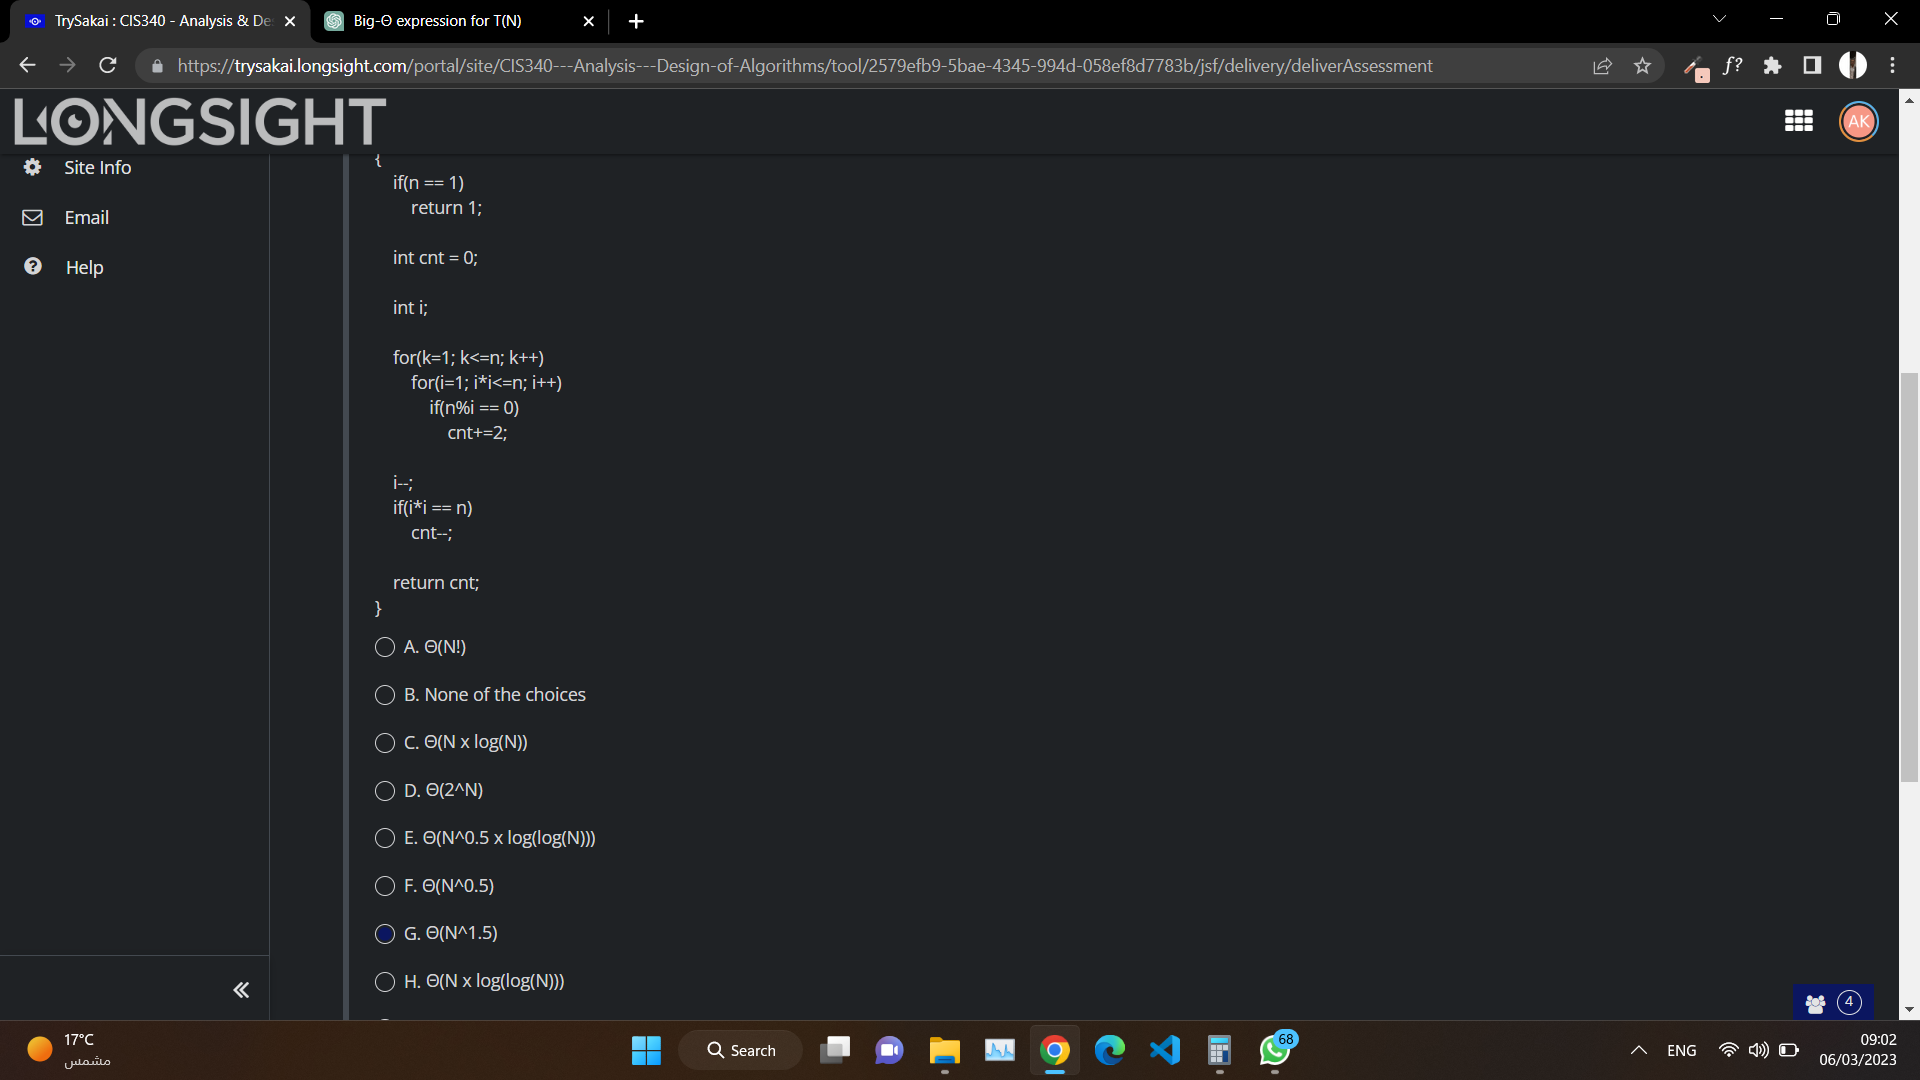 TrySakai : CIS340 - Analysis & De
Big-Θ expression for T(N)
https://trysakai.longsight.com/portal/site/CIS340---Analysis---Design-of-Algorithms/tool/2579efb9-5bae-4345-994d-058ef8d7783b/jsf/delivery/deliverAssessment
f?
LONGSIGHT
AK
Site Info
Email
Help
{
if(n == 1)
return 1;
int cnt = 0;
int i;
for(k=1; k<=n; k++)
for(i=1; i*i<=n; i++)
if(n%i == 0)
cnt+=2;
i--;
if(i*i == n)
cnt--;
return cnt;
}
A. Θ(N!)
B. None of the choices
C. Θ(N x log(N))
D. Θ(2^N)
E. Θ(N^0.5 x log(log(N)))
F. Θ(N^0.5)
G. Θ(N^1.5)
H. Θ(N x log(log(N)))
4
17°C
مشمس
Search
68
ENG
09:02
06/03/2023